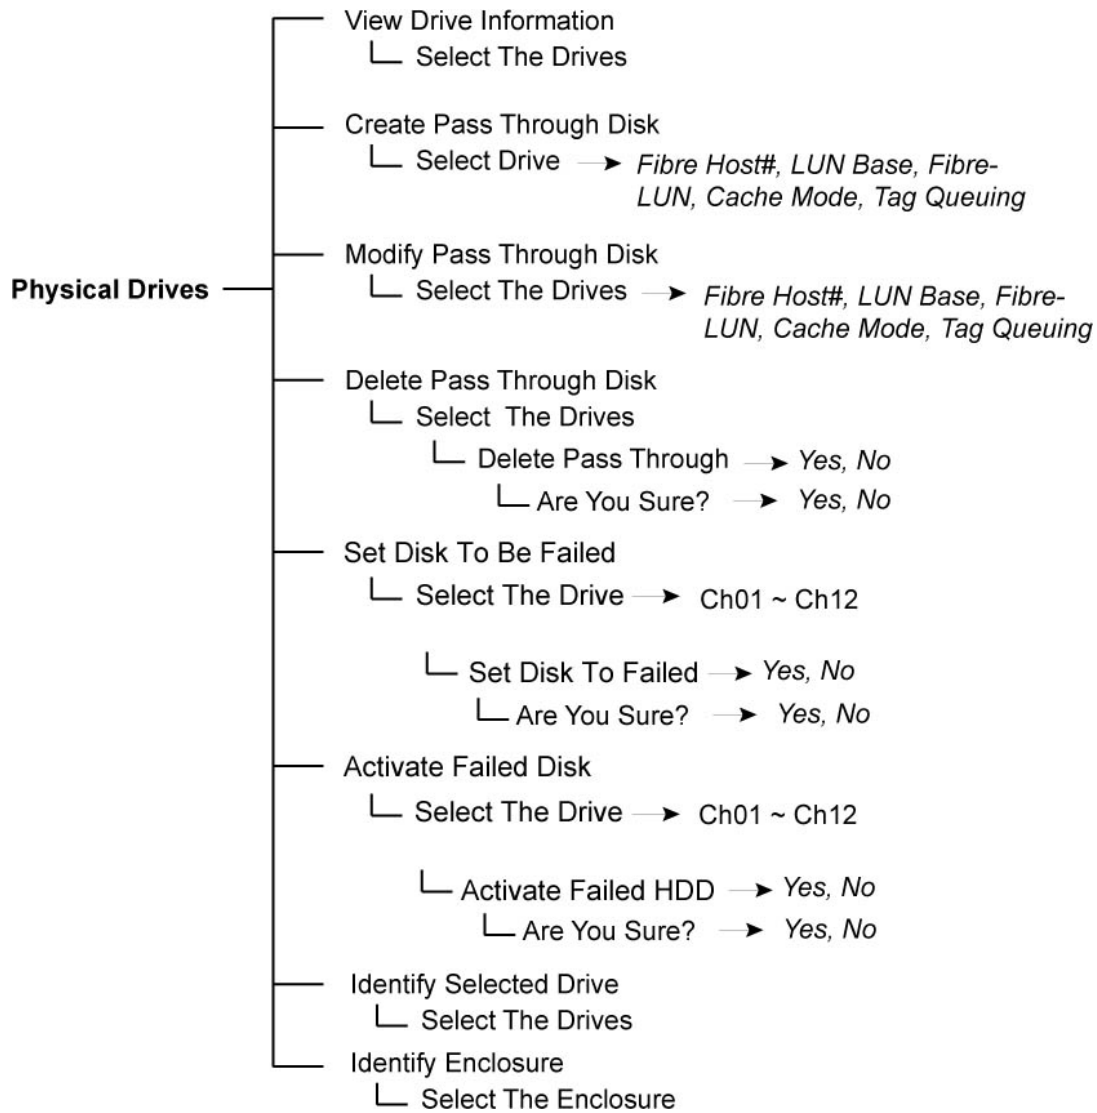 View Drive Information
Select The Drives
Create Pass Through Disk
Select Drive
Fibre Host#, LUN Base, Fibre-
LUN, Cache Mode, Tag Queuing
Modify Pass Through Disk
Physical Drives
Select The Drives
Fibre Host#, LUN Base, Fibre-
LUN, Cache Mode, Tag Queuing
Delete Pass Through Disk
Select The Drives
Delete Pass Through
Yes, No
Are You Sure?
Yes, No
Set Disk To Be Failed
Select The Drive
Ch01 ~ Ch12
Set Disk To Failed
Yes, No
Are You Sure?
Yes, No
Activate Failed Disk
Select The Drive
Ch01 ~ Ch12
Activate Failed HDD
Yes, No
Are You Sure?
Yes, No
Identify Selected Drive
Select The Drives
Identify Enclosure
Select The Enclosure